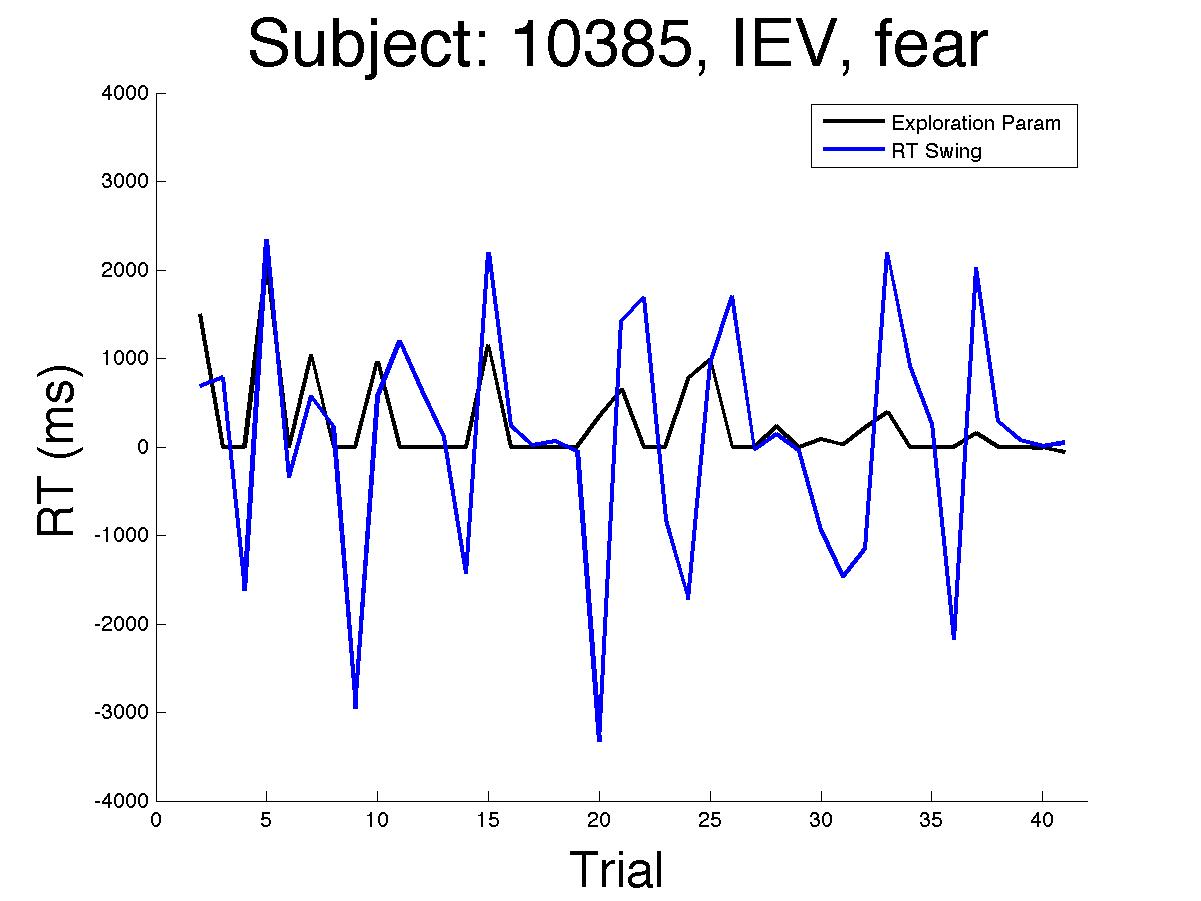 Subject: 10385, IEV, fear
4000
3000
2000
1000
0
-1000
-2000
-3000
-4000
RT (ms)
Exploration Param
RT Swing
0 5 10 15 20 25 30 35 40
Trial